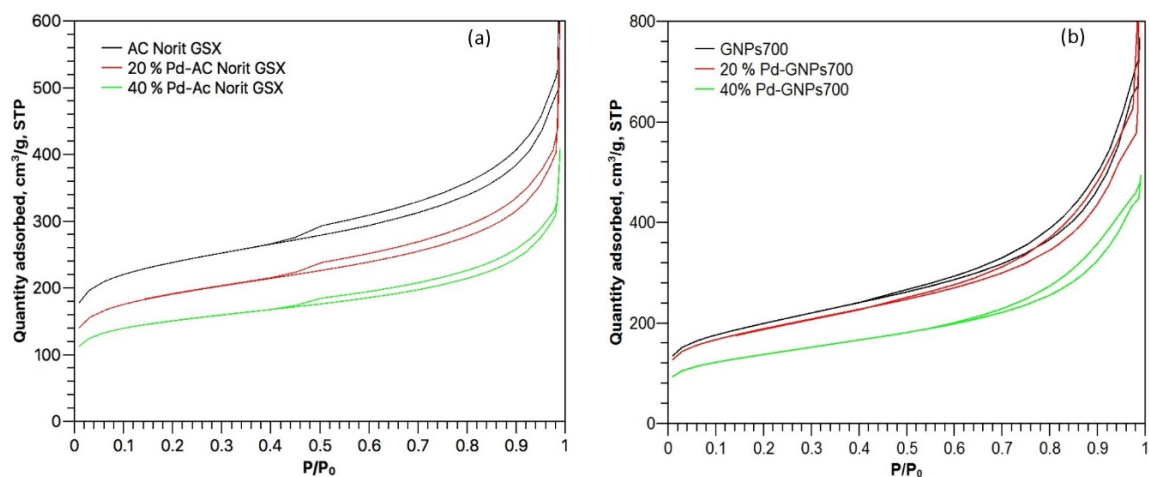 (a)
AC Norit GSX
20 % Pd-AC Norit GSX
40 % Pd-Ac Norit GSX
Quantity adsorbed, cm³/g, STP
600
500
400
300
200
100
0
0 0.1 0.2 0.3 0.4 0.5 0.6 0.7 0.8 0.9 1
P/P₀
(b)
GNPs700
20 % Pd-GNPs700
40% Pd-GNPs700
Quantity adsorbed, cm³/g, STP
800
600
400
200
0
0 0.1 0.2 0.3 0.4 0.5 0.6 0.7 0.8 0.9 1
P/P₀